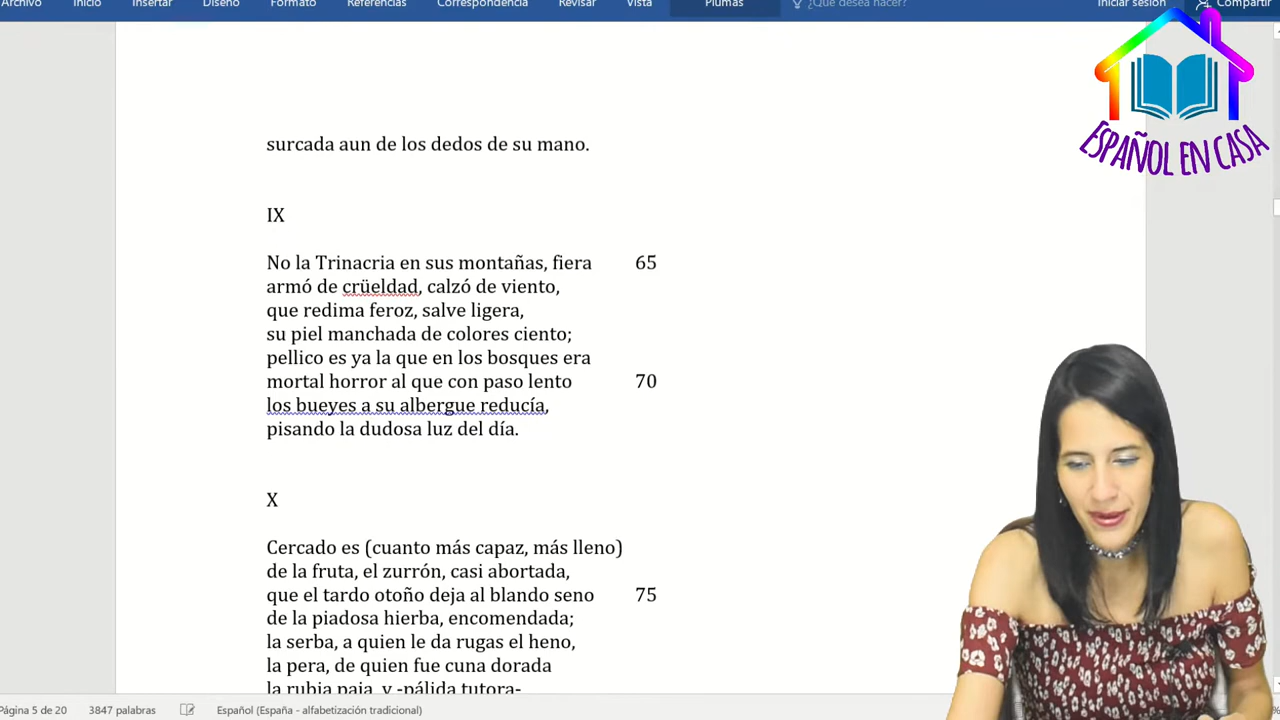 Archivo Inicio Insertar Diseño Formato Referencias Correspondencia Revisar Vista Plumas ¿Qué desea hacer? Iniciar sesión Compartir
ESPAÑOL EN CASA
surcada aun de los dedos de su mano.
IX
No la Trinacria en sus montañas, fiera 65
armó de crüeldad, calzó de viento,
que redima feroz, salve ligera,
su piel manchada de colores ciento;
pellico es ya la que en los bosques era
mortal horror al que con paso lento 70
los bueyes a su albergue reducía,
pisando la dudosa luz del día.
X
Cercado es (cuanto más capaz, más lleno)
de la fruta, el zurrón, casi abortada,
que el tardo otoño deja al blando seno 75
de la piadosa hierba, encomendada;
la serba, a quien le da rugas el heno,
la pera, de quien fue cuna dorada
la rubia paja, y -pálida tutora-
Página 5 de 20 3847 palabras Español (España - alfabetización tradicional) %